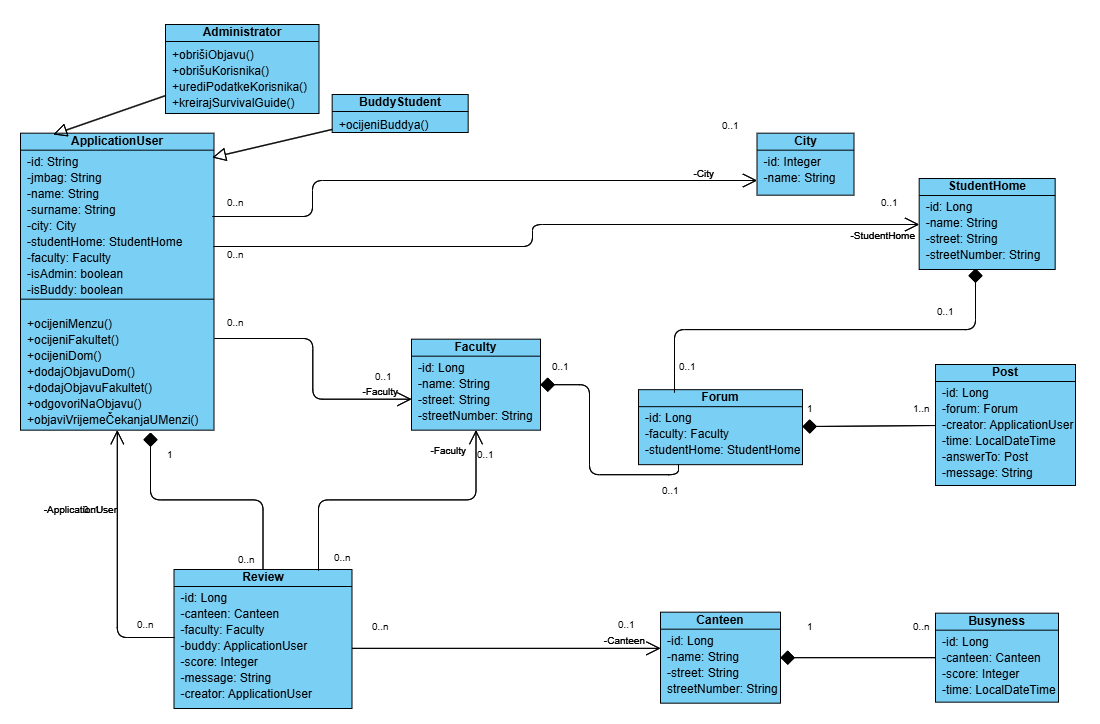 Administrator
+obrišiObjavu()
+obrišuKorisnika()
+urediPodatkeKorisnika()
+kreirajSurvivalGuide()
BuddyStudent
+ocijeniBuddya()
ApplicationUser
-id: String
-jmbag: String
-name: String
-surname: String
-city: City
-studentHome: StudentHome
-faculty: Faculty
-isAdmin: boolean
-isBuddy: boolean
+ocijeniMenzu()
+ocijeniFakultet()
+ocijeniDom()
+dodajObjavuDom()
+dodajObjavuFakultet()
+odgovoriNaObjavu()
+objaviVrijemeČekanjaUMenzi()
0..n
-City
0..1
City
-id: Integer
-name: String
0..n
0..1
-StudentHome
StudentHome
-id: Long
-name: String
-street: String
-streetNumber: String
0..1
0..1
0..n
0..1
-Faculty
Faculty
-id: Long
-name: String
-street: String
-streetNumber: String
0..1
0..1
Forum
-id: Long
-faculty: Faculty
-studentHome: StudentHome
1
1..n
Post
-id: Long
-forum: Forum
-creator: ApplicationUser
-time: LocalDateTime
-answerTo: Post
-message: String
1
-Faculty
0..1
-ApplicationUser
0..n
0..n
0..n
Review
-id: Long
-canteen: Canteen
-faculty: Faculty
-buddy: ApplicationUser
-score: Integer
-message: String
-creator: ApplicationUser
0..n
0..1
-Canteen
Canteen
-id: Long
-name: String
-street: String
streetNumber: String
1
0..n
Busyness
-id: Long
-canteen: Canteen
-score: Integer
-time: LocalDateTime